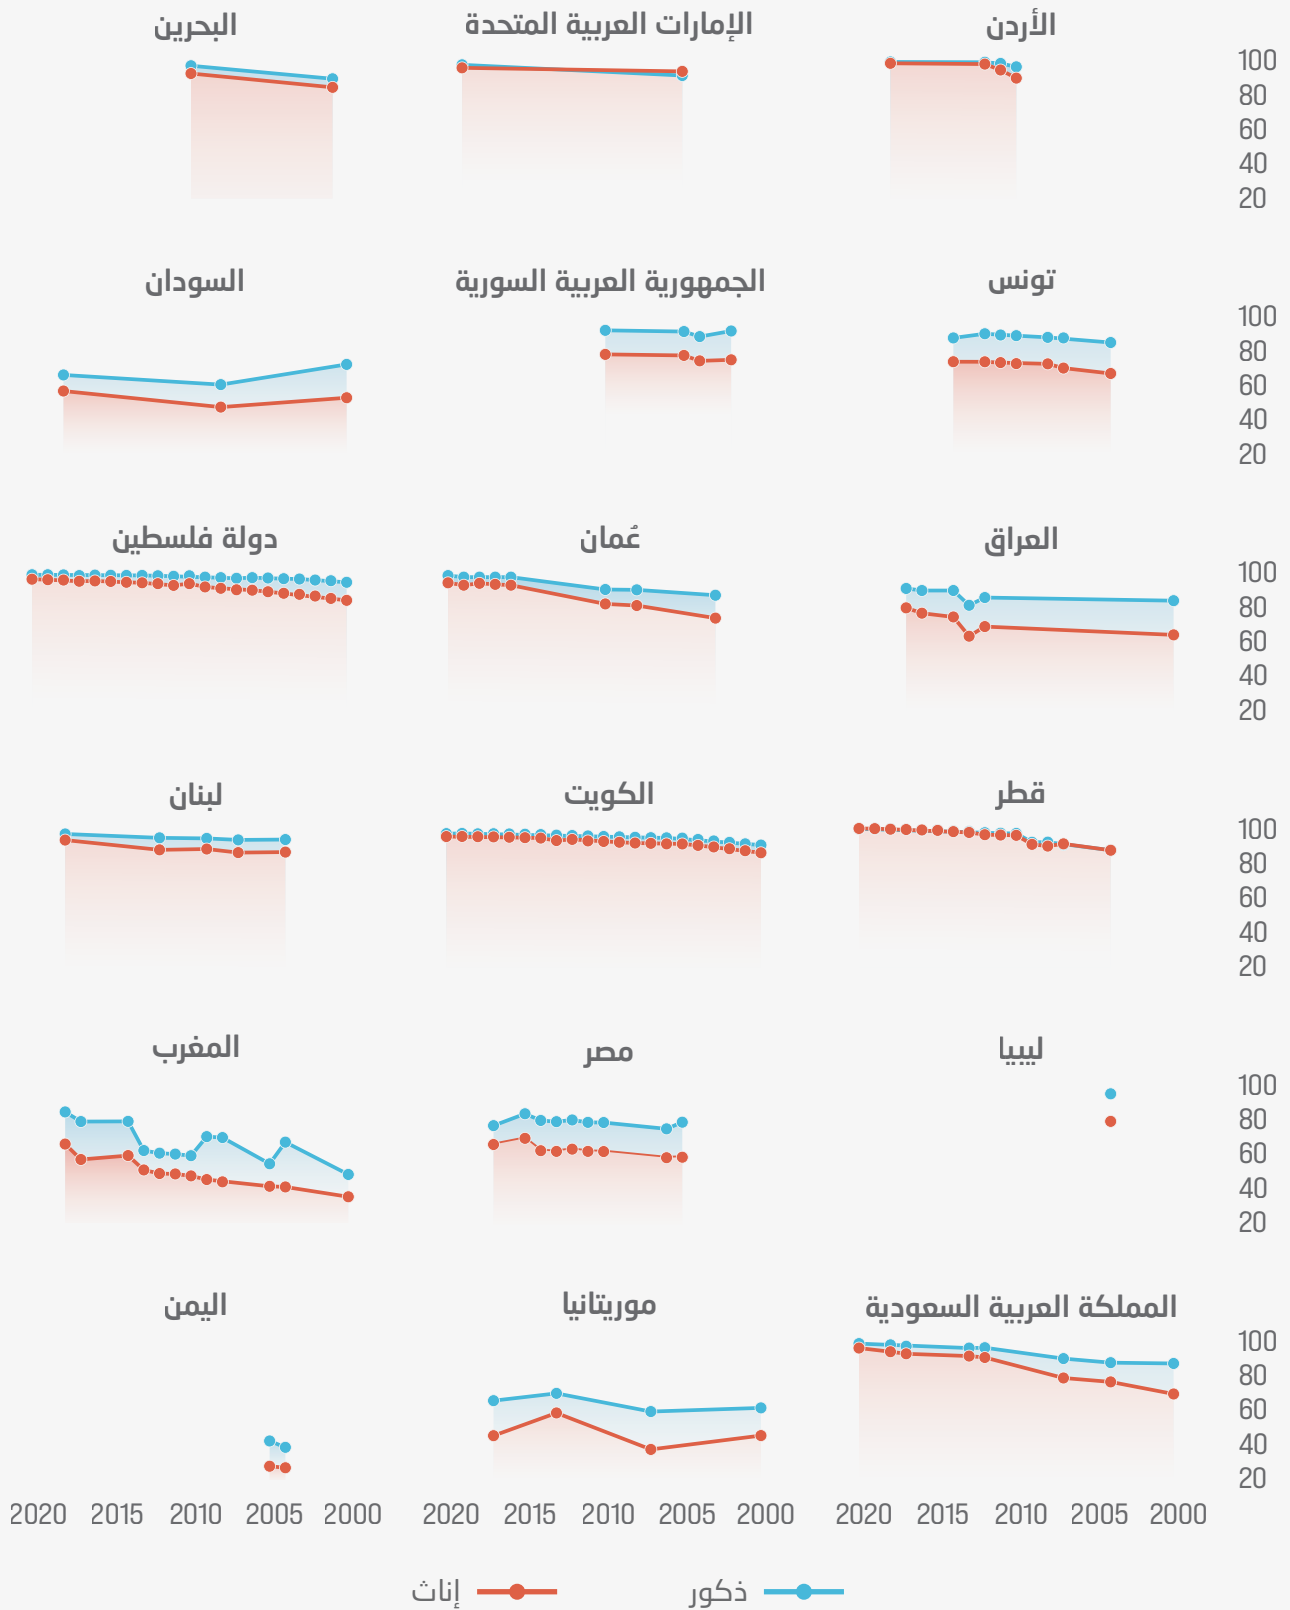 الأردن
الإمارات العربية المتحدة
البحرين
100
80
60
40
20
تونس
الجمهورية العربية السورية
السودان
100
80
60
40
20
العراق
عُمان
دولة فلسطين
100
80
60
40
20
قطر
الكويت
لبنان
100
80
60
40
20
ليبيا
مصر
المغرب
100
80
60
40
20
المملكة العربية السعودية
موريتانيا
اليمن
100
80
60
40
20
2020 2015 2010 2005 2000
2020 2015 2010 2005 2000
2020 2015 2010 2005 2000
ذكور
إناث